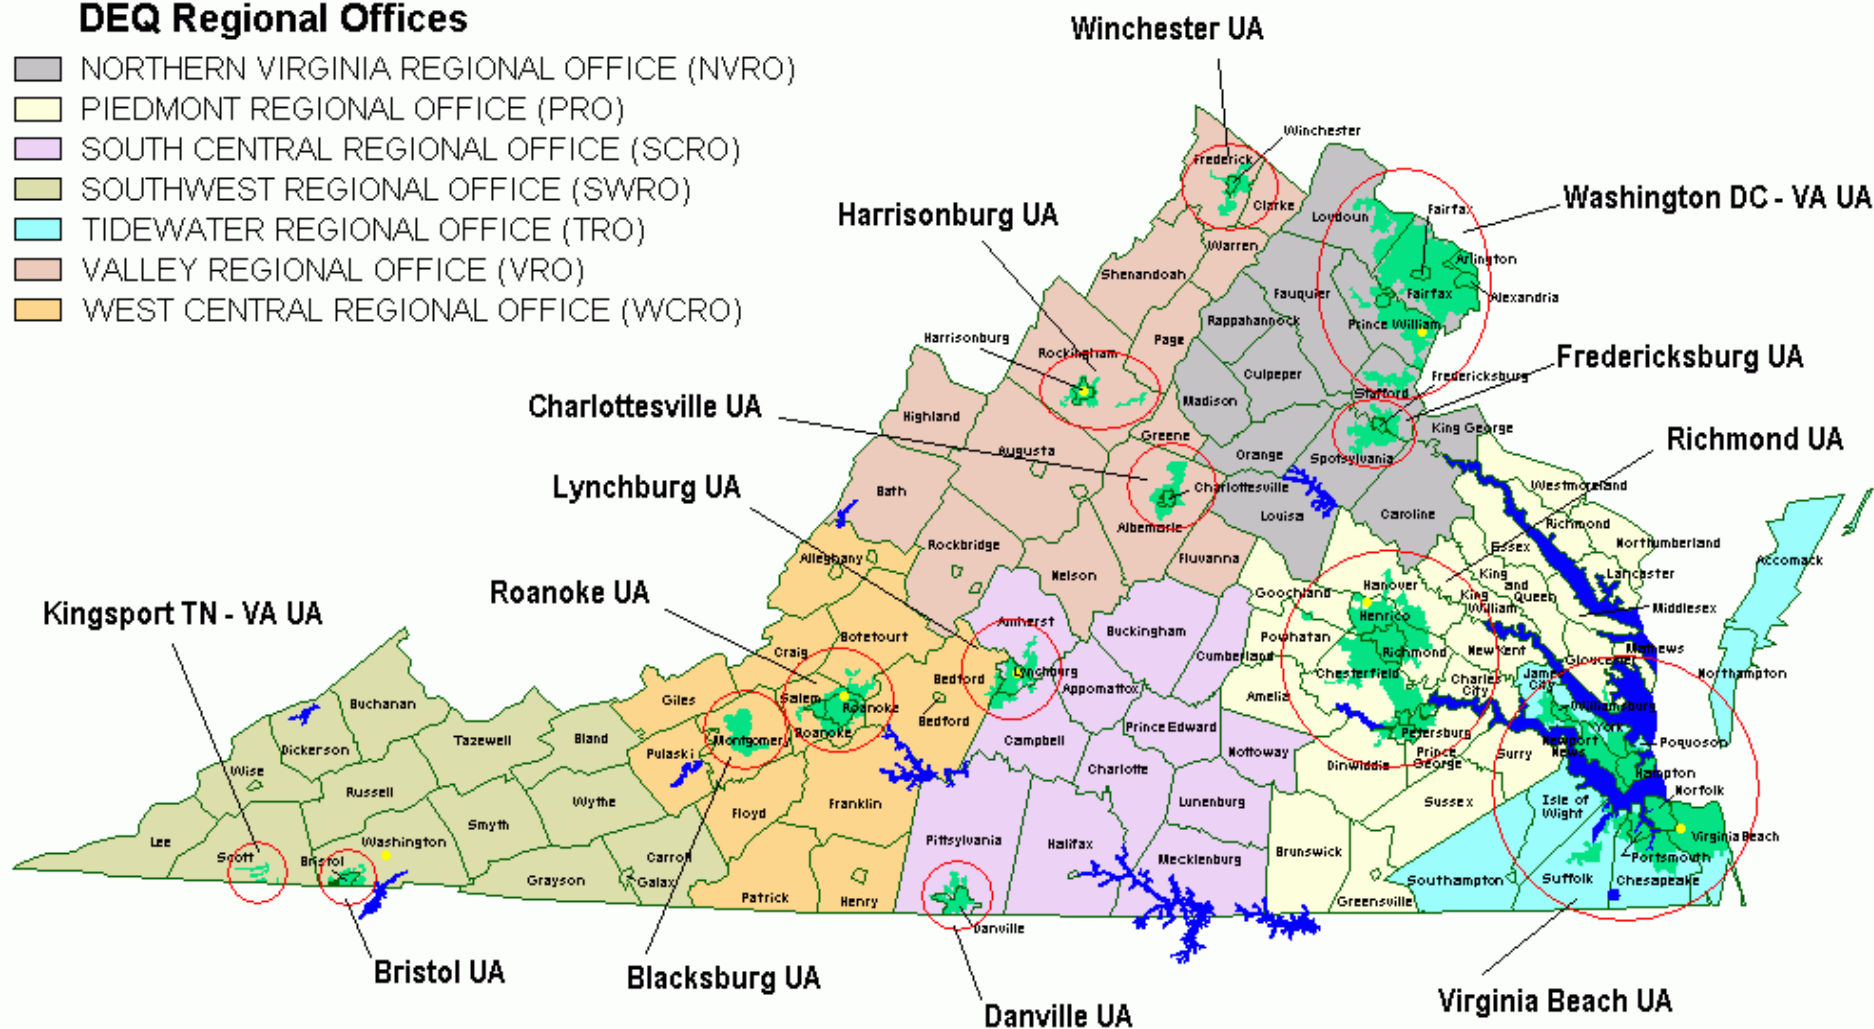 DEQ Regional Offices
NORTHERN VIRGINIA REGIONAL OFFICE (NVRO)
PIEDMONT REGIONAL OFFICE (PRO)
SOUTH CENTRAL REGIONAL OFFICE (SCRO)
SOUTHWEST REGIONAL OFFICE (SWRO)
TIDEWATER REGIONAL OFFICE (TRO)
VALLEY REGIONAL OFFICE (VRO)
WEST CENTRAL REGIONAL OFFICE (WCRO)
Winchester UA
Winchester
Frederick
Clarke
Washington DC - VA UA
Harrisonburg UA
Loudoun
Fairfax
Warren
Arlington
Shenandoah
Fauquier
Fairfax
Alexandria
Rappahannock
Prince William
Harrisonburg
Rockingham
Page
Fredericksburg UA
Culpeper
Fredericksburg
Stafford
Charlottesville UA
Madison
Highland
Greene
King George
Richmond UA
Augusta
Orange
Spotsylvania
Lynchburg UA
Bath
Charlottesville
Westmoreland
Louisa
Caroline
Albemarle
Richmond
Rockbridge
Essex
Northumberland
Alleghany
Fluvanna
Accomack
Nelson
King
and
Queen
Lancaster
Hanover
Roanoke UA
Goochland
King
William
Middlesex
Kingsport TN - VA UA
Amherst
Henrico
Buckingham
Powhatan
Botetourt
Craig
Cumberland
Richmond
New Kent
Mathews
Gloucester
Lynchburg
Bedford
Appomattox
Chesterfield
Charles
City
James
City
Northampton
Giles
Salem
Amelia
Buchanan
Roanoke
Bedford
Williamsburg
Prince Edward
York
Roanoke
Petersburg
Montgomery
Campbell
Tazewell
Bland
Newport
News
Poquoson
Dickerson
Pulaski
Nottoway
Prince
George
Surry
Dinwiddie
Wise
Charlotte
Hampton
Russell
Norfolk
Wythe
Franklin
Lunenburg
Sussex
Isle of
Wight
Floyd
Smyth
Virginia Beach
Lee
Washington
Pittsylvania
Halifax
Scott
Bristol
Carroll
Mecklenburg
Brunswick
Portsmouth
Grayson
Galax
Southampton
Suffolk
Chesapeake
Patrick
Henry
Greensville
Danville
Bristol UA
Blacksburg UA
Danville UA
Virginia Beach UA